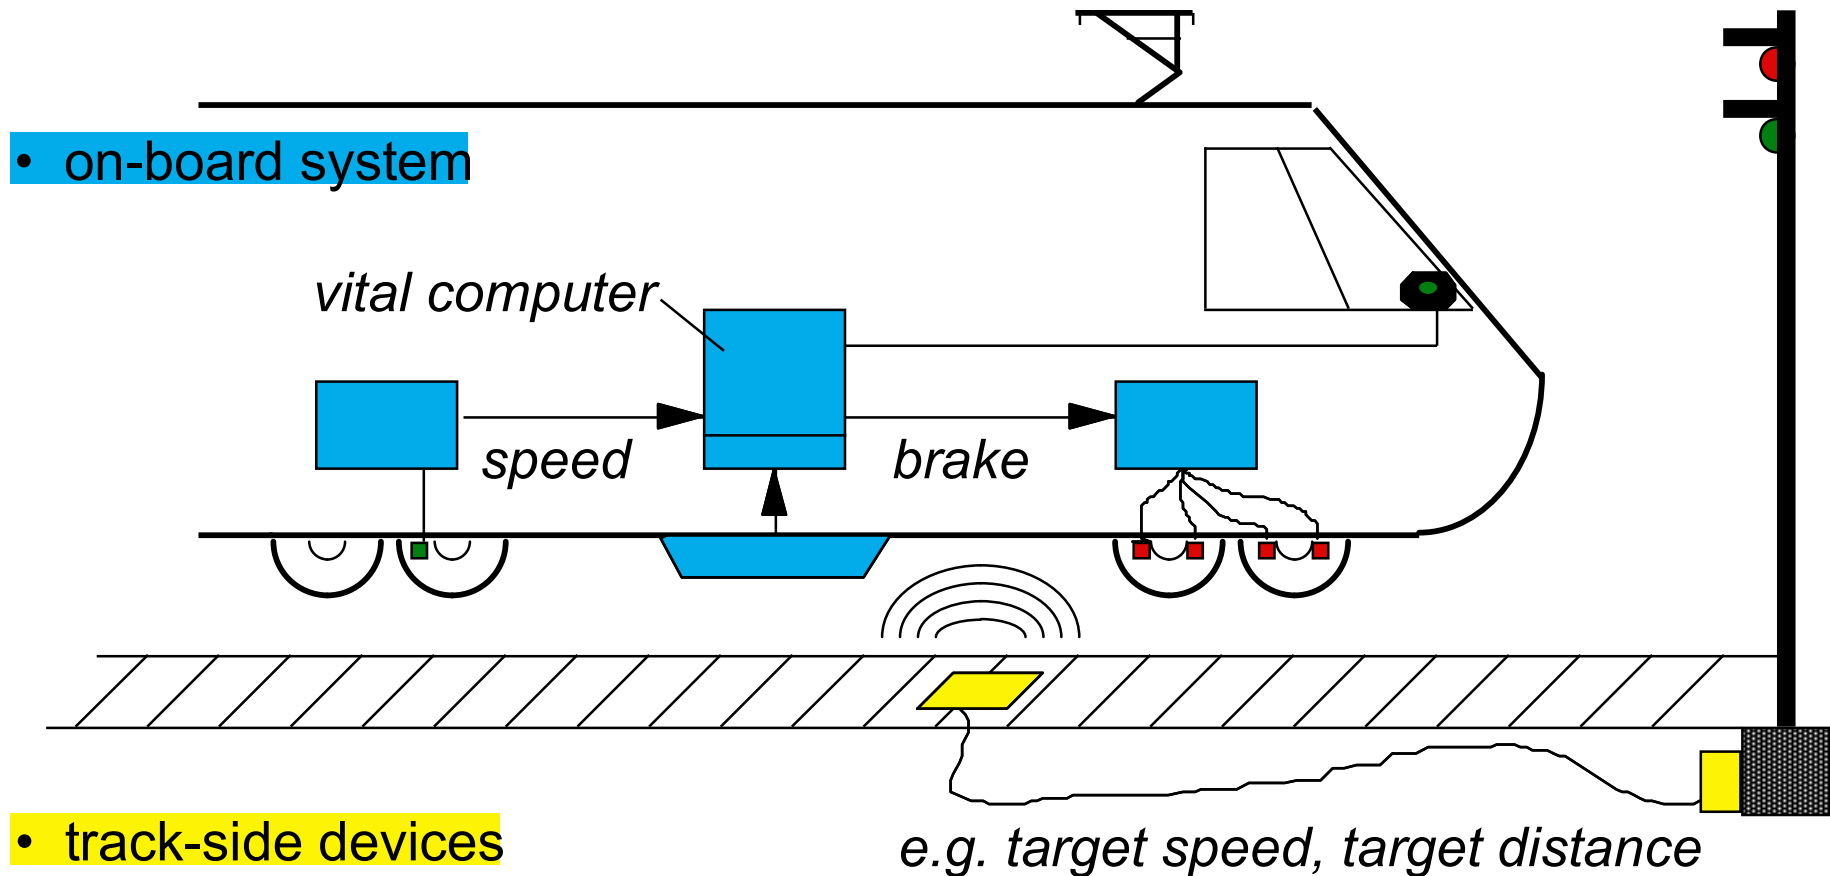 • on-board system
vital computer
speed
brake
• track-side devices
e.g. target speed, target distance